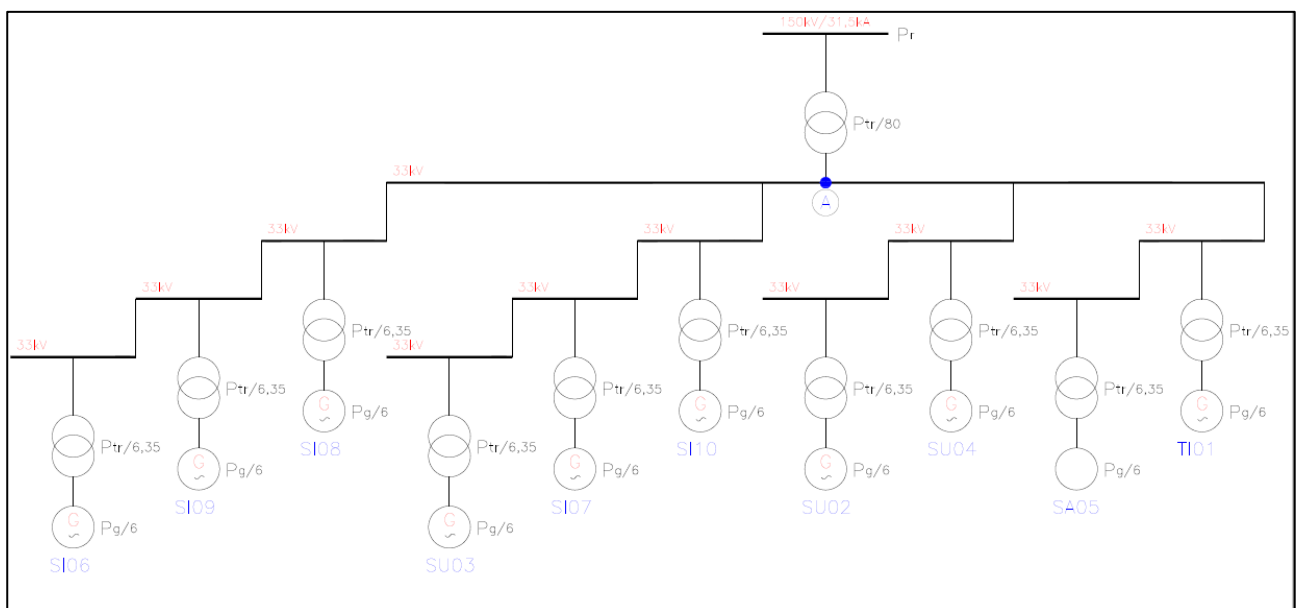 150kV/31,5kA
Pr
Ptr/80
33kV
A
33kV
33kV
33kV
33kV
33kV
33kV
33kV
33kV
33kV
Ptr/6,35
Ptr/6,35
Ptr/6,35
Ptr/6,35
Ptr/6,35
Ptr/6,35
Ptr/6,35
Ptr/6,35
Ptr/6,35
Ptr/6,35
G
~
Pg/6
SI08
G
~
Pg/6
SI10
G
~
Pg/6
SU04
G
~
Pg/6
TI01
G
~
Pg/6
SI09
G
~
Pg/6
SI07
G
~
Pg/6
SU02
Pg/6
SA05
G
~
Pg/6
SI06
G
~
Pg/6
SU03